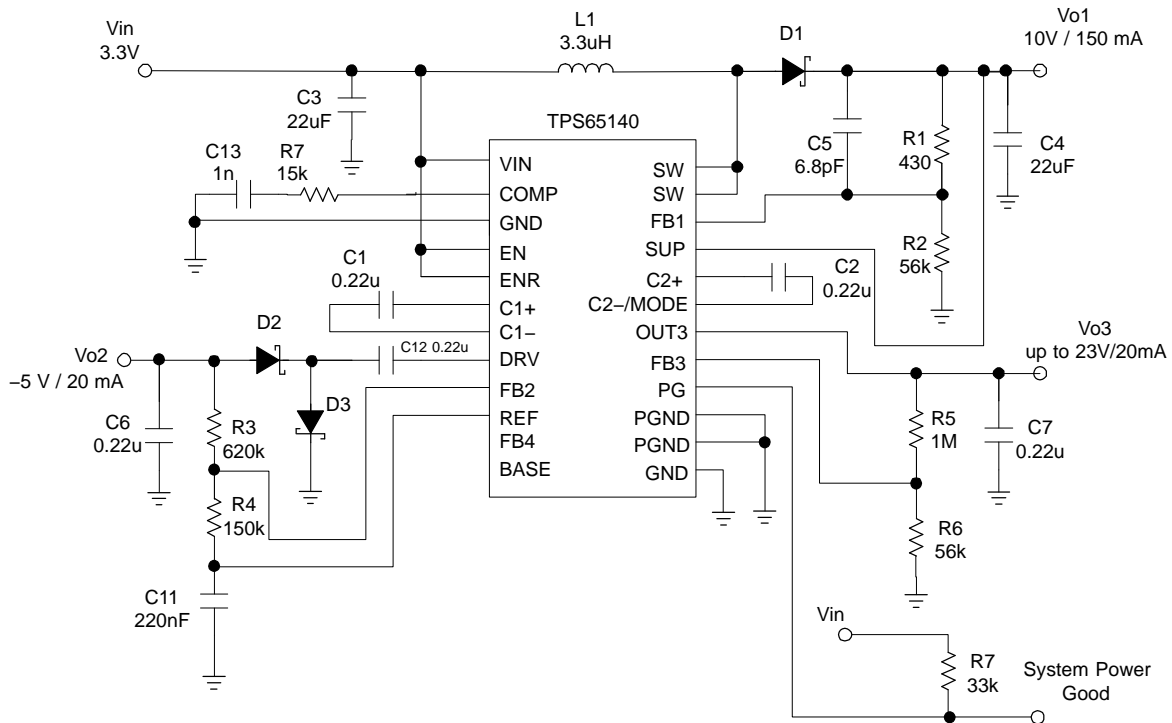 Vin
3.3V
L1
3.3uH
D1
Vo1
10V / 150 mA
C3
22uF
TPS65140
C5
6.8pF
R1
430
C4
22uF
C13
1n
R7
15k
VIN
COMP
GND
EN
ENR
C1+
C1−
DRV
FB2
REF
FB4
BASE
SW
SW
FB1
SUP
C2+
C2−/MODE
OUT3
FB3
PG
PGND
PGND
GND
R2
56k
C1
0.22u
C2
0.22u
D2
Vo2
−5 V / 20 mA
C12 0.22u
D3
Vo3
up to 23V/20mA
C6
0.22u
R3
620k
R5
1M
C7
0.22u
R4
150k
R6
56k
C11
220nF
Vin
R7
33k
System Power
Good